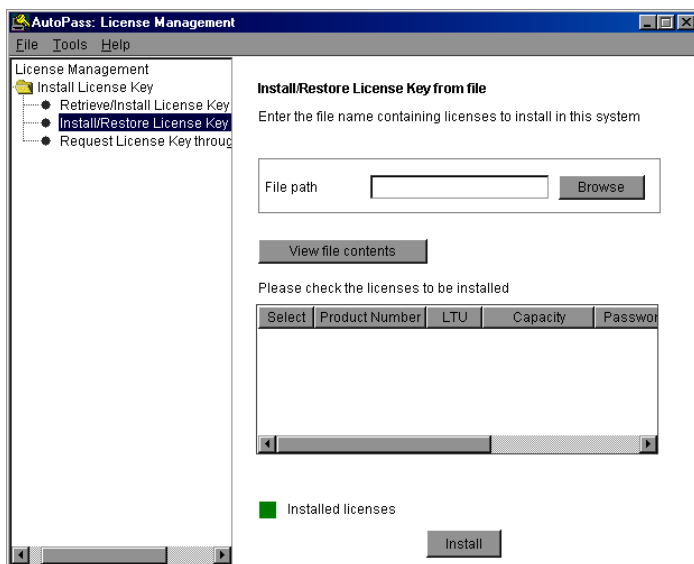 AutoPass: License Management
File Tools Help
License Management
Install License Key
Retrieve/Install License Key
Install/Restore License Key
Request License Key throug
Install/Restore License Key from file
Enter the file name containing licenses to install in this system
File path
Browse
View file contents
Please check the licenses to be installed
Select Product Number LTU Capacity Passwor
Installed licenses
Install